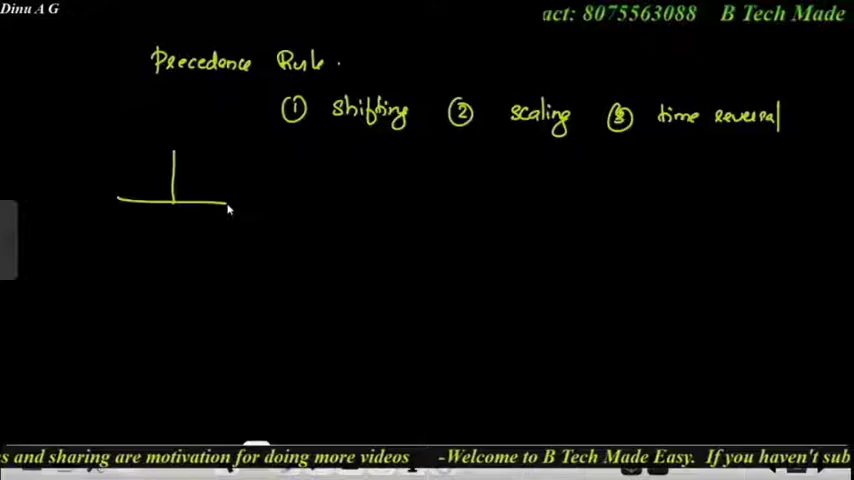 Dinu A G
act: 8075563088 B Tech Made
Precedence Rule.
① shifting ② scaling ③ time reversal
s and sharing are motivation for doing more videos -Welcome to B Tech Made Easy. If you haven't sub